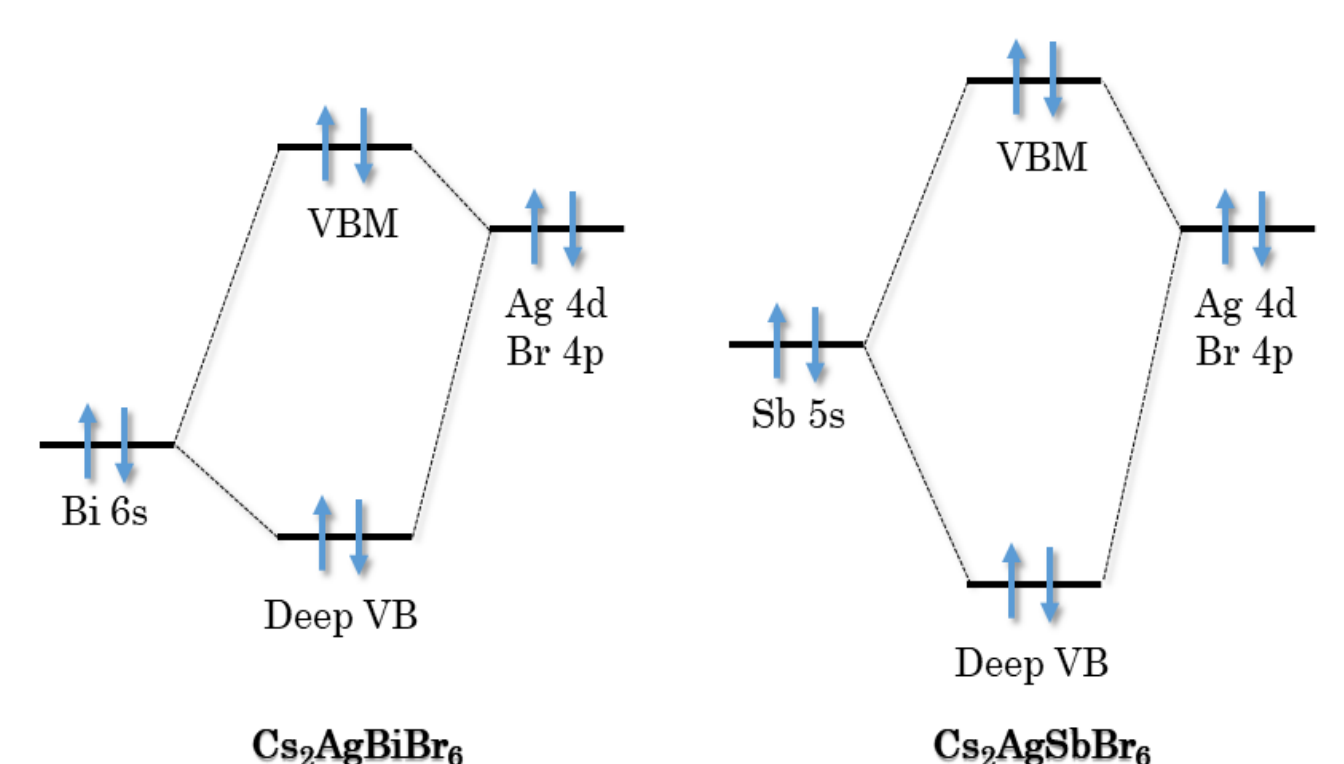 VBM
Ag 4d
Br 4p
Bi 6s
Deep VB
Cs₂AgBiBr₆
VBM
Ag 4d
Br 4p
Sb 5s
Deep VB
Cs₂AgSbBr₆